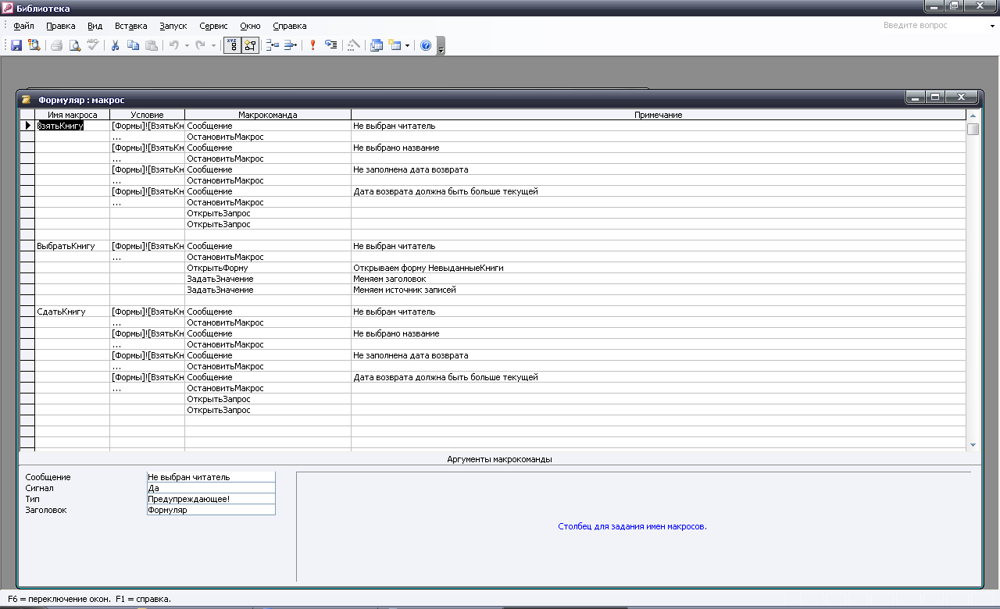 Библиотека
Файл Правка Вид Вставка Запуск Сервис Окно Справка Введите вопрос
Формуляр : макрос
Имя макроса Условие Макрокоманда Примечание
ВзятьКнигу [Формы]![ВзятьКн Сообщение Не выбран читатель
... ОстановитьМакрос
[Формы]![ВзятьКн Сообщение Не выбрано название
... ОстановитьМакрос
[Формы]![ВзятьКн Сообщение Не заполнена дата возврата
... ОстановитьМакрос
[Формы]![ВзятьКн Сообщение Дата возврата должна быть больше текущей
... ОстановитьМакрос
ОткрытьЗапрос
ОткрытьЗапрос
ВыбратьКнигу [Формы]![ВзятьКн Сообщение Не выбран читатель
... ОстановитьМакрос
ОткрытьФорму Открываем форму НевыданныеКниги
ЗадатьЗначение Меняем заголовок
ЗадатьЗначение Меняем источник записей
СдатьКнигу [Формы]![ВзятьКн Сообщение Не выбран читатель
... ОстановитьМакрос
[Формы]![ВзятьКн Сообщение Не выбрано название
... ОстановитьМакрос
[Формы]![ВзятьКн Сообщение Не заполнена дата возврата
... ОстановитьМакрос
[Формы]![ВзятьКн Сообщение Дата возврата должна быть больше текущей
... ОстановитьМакрос
ОткрытьЗапрос
ОткрытьЗапрос
Аргументы макрокоманды
Сообщение Не выбран читатель
Сигнал Да
Тип Предупреждающее!
Заголовок Формуляр
Столбец для задания имен макросов.
F6 = переключение окон. F1 = справка.